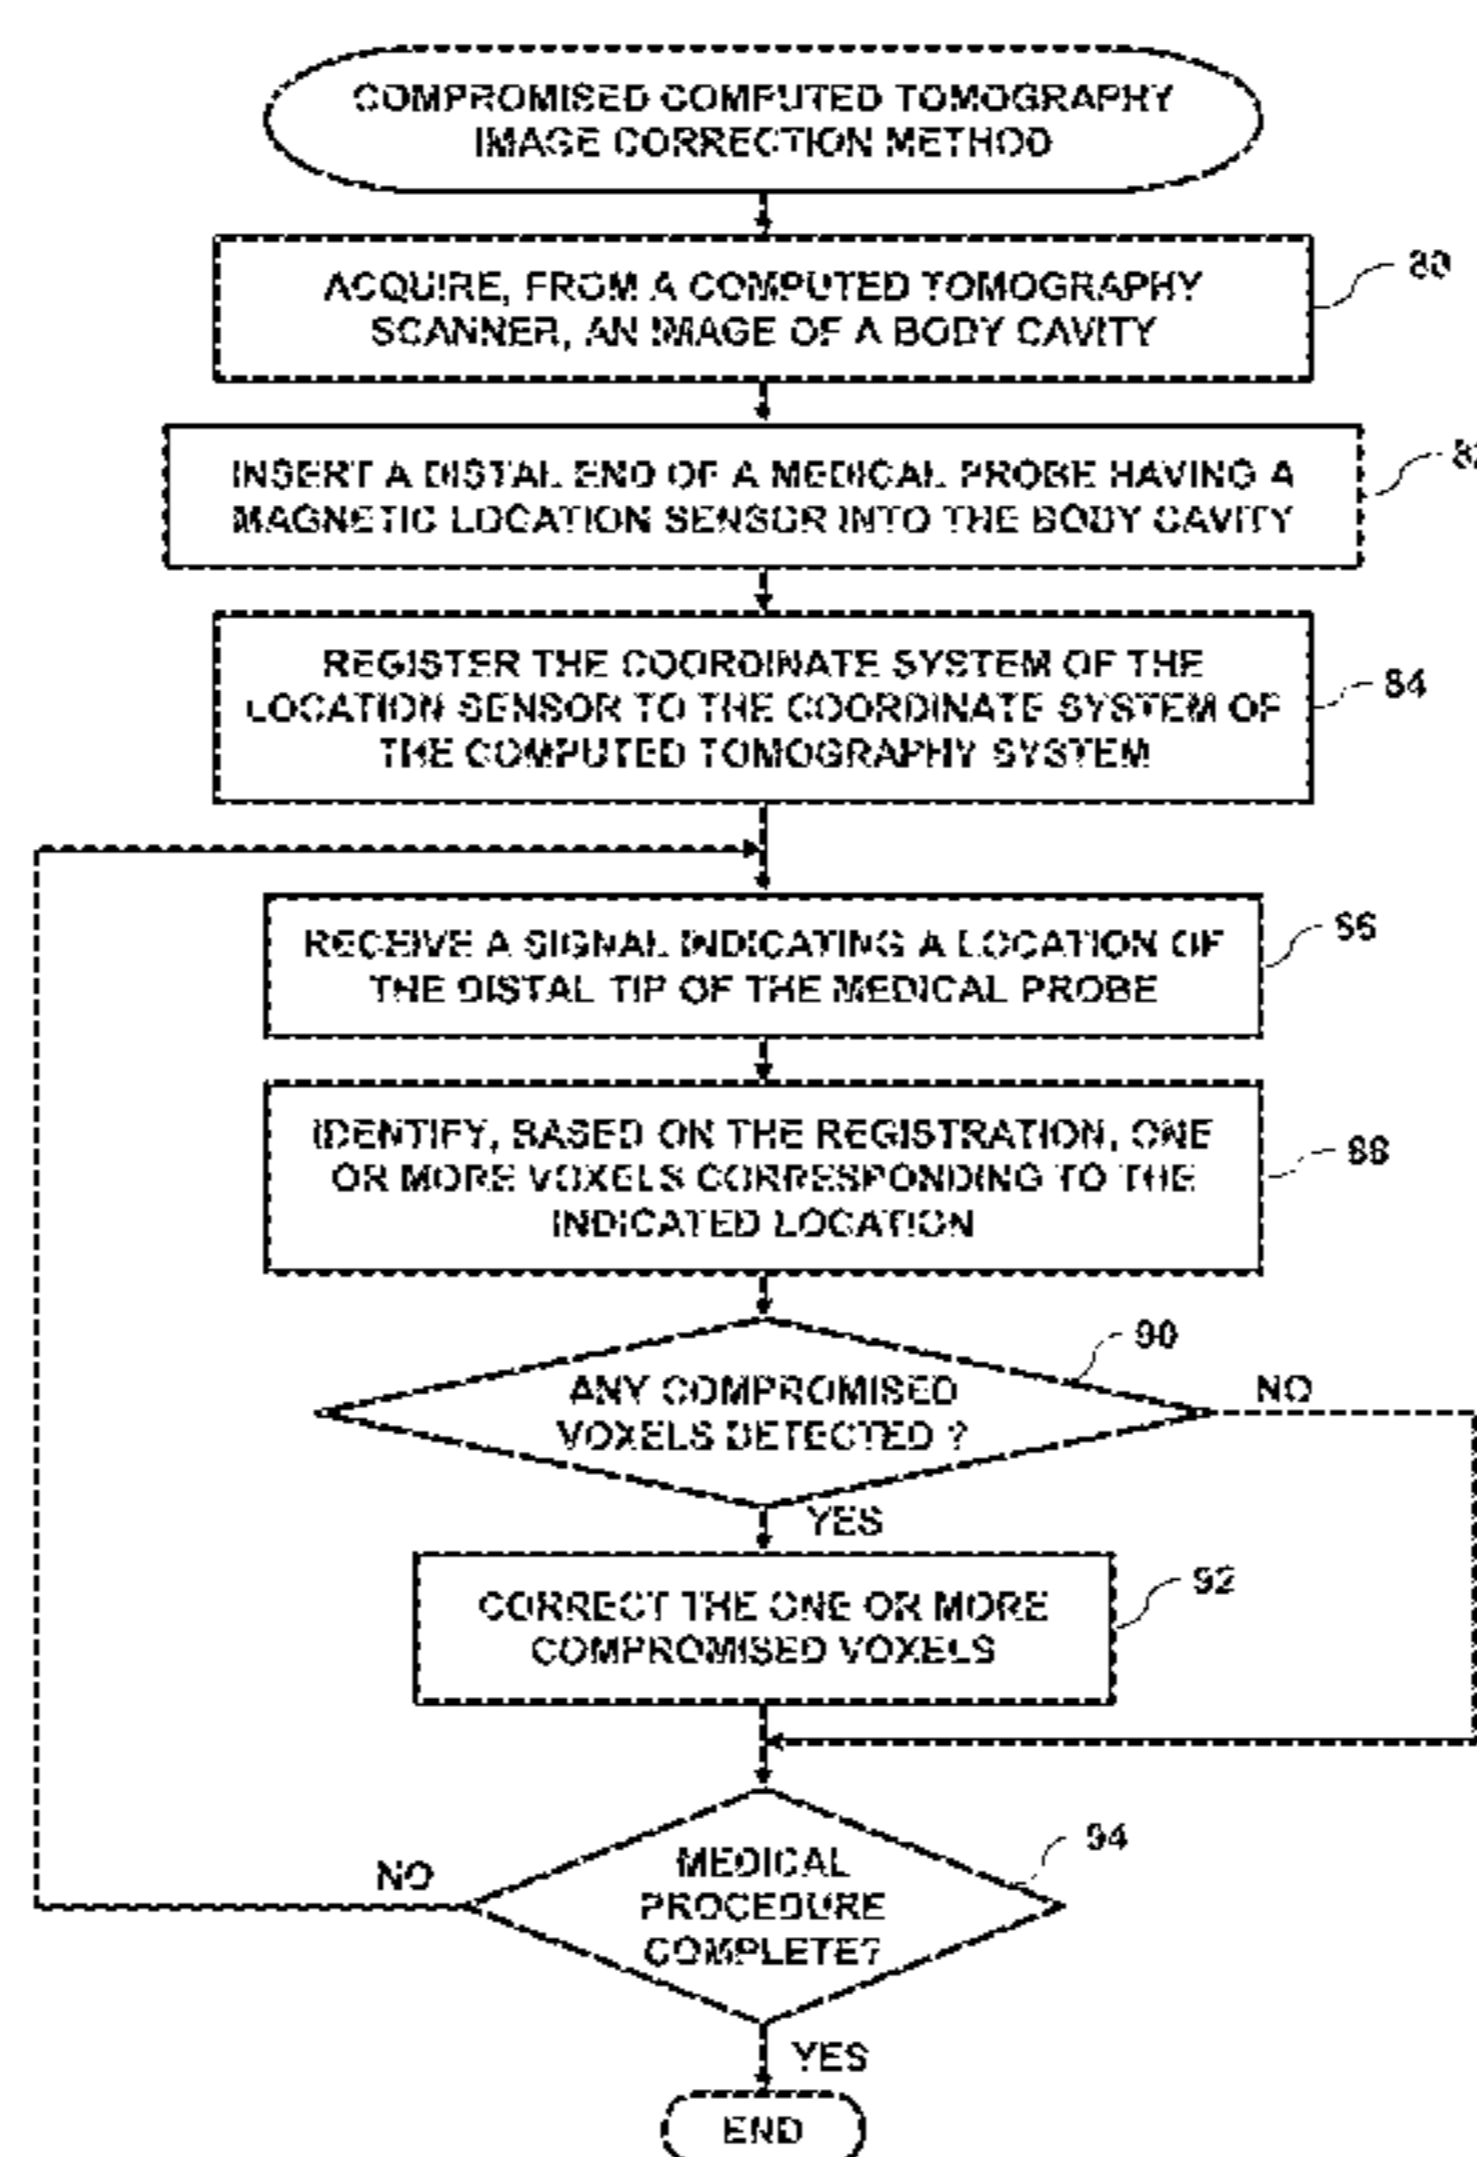 COMPROMISED COMPUTED TOMOGRAPHY
IMAGE CORRECTION METHOD
ACQUIRE, FROM A COMPUTED TOMOGRAPHY
SCANNER, AN IMAGE OF A BODY CAVITY
80
INSERT A DISTAL END OF A MEDICAL PROBE HAVING A
MAGNETIC LOCATION SENSOR INTO THE BODY CAVITY
REGISTER THE COORDINATE SYSTEM OF THE
LOCATION SENSOR TO THE COORDINATE SYSTEM OF
THE COMPUTED TOMOGRAPHY SYSTEM
84
RECEIVE A SIGNAL INDICATING A LOCATION OF
THE DISTAL TIP OF THE MEDICAL PROBE
86
IDENTIFY, BASED ON THE REGISTRATION, ONE
OR MORE VOXELS CORRESPONDING TO THE
INDICATED LOCATION
88
90
ANY COMPROMISED
VOXELS DETECTED ?
NO
YES
CORRECT THE ONE OR MORE
COMPROMISED VOXELS
92
MEDICAL
PROCEDURE
COMPLETE?
94
NO
YES
END